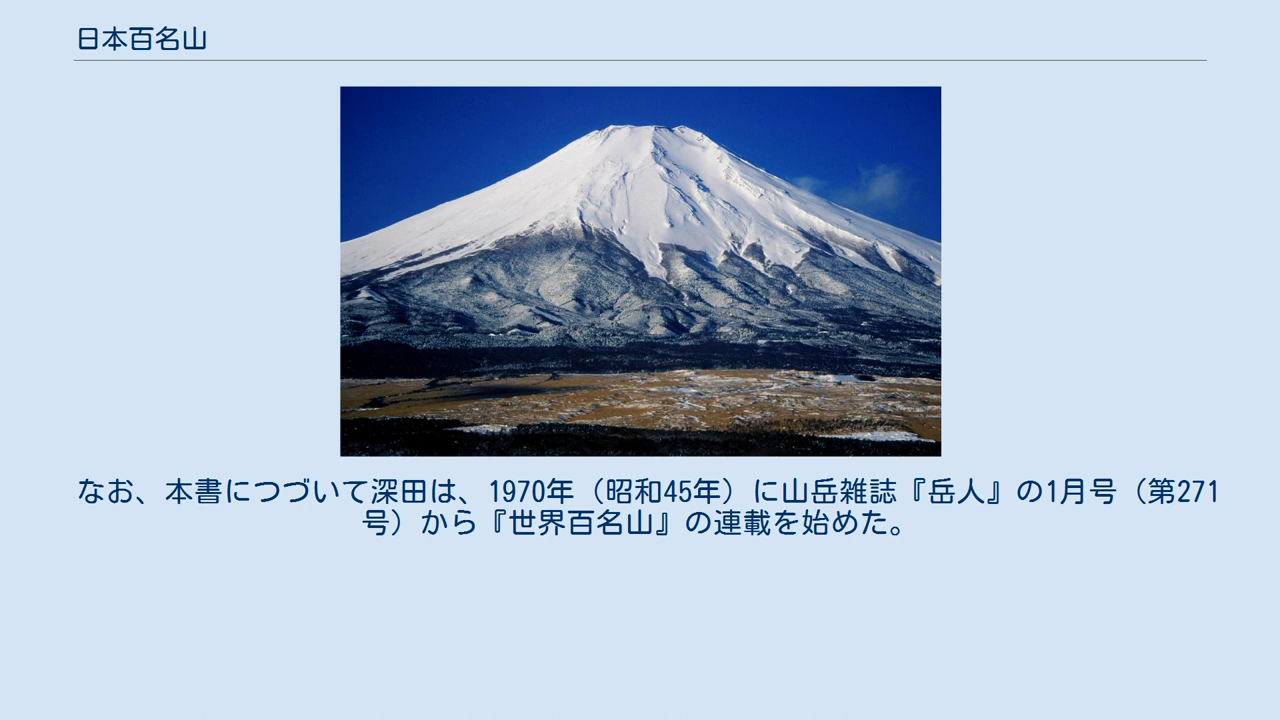 日本百名山
なお、本書につづいて深田は、1970年（昭和45年）に山岳雑誌『岳人』の1月号（第271
号）から『世界百名山』の連載を始めた。